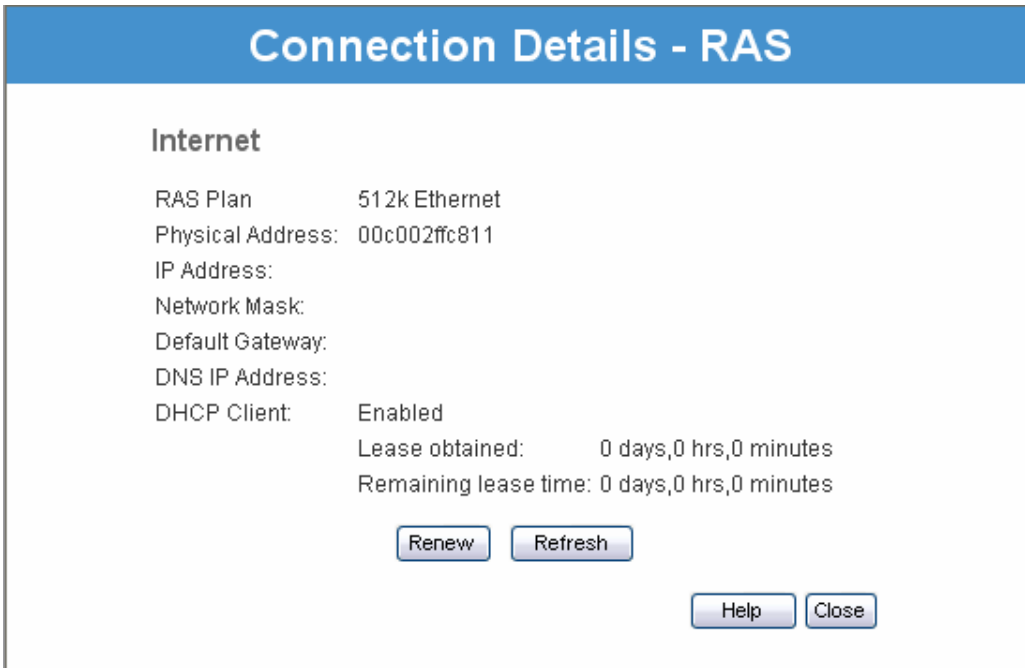 Connection Details - RAS
Internet
RAS Plan 512k Ethernet
Physical Address: 00c002ffc811
IP Address:
Network Mask:
Default Gateway:
DNS IP Address:
DHCP Client: Enabled
Lease obtained: 0 days,0 hrs,0 minutes
Remaining lease time: 0 days,0 hrs,0 minutes
Renew Refresh
Help Close